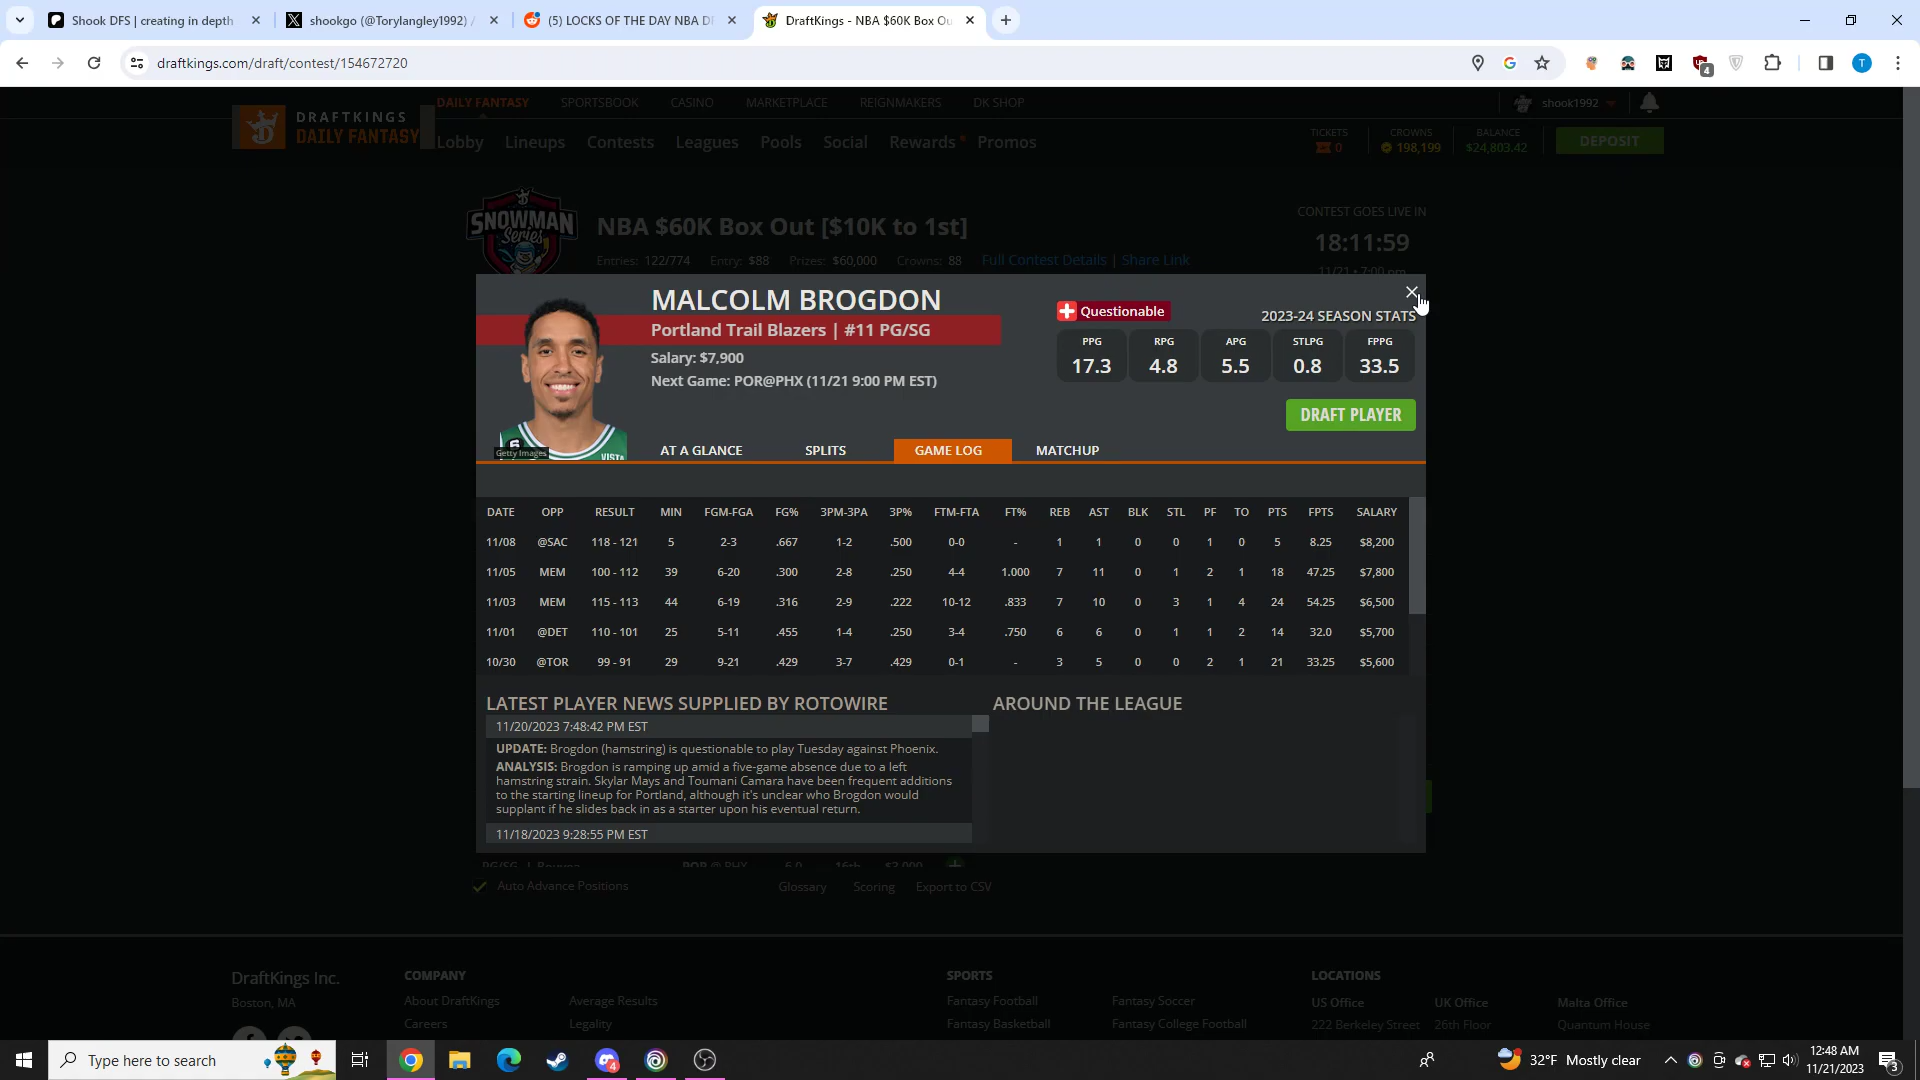 Shook DFS | creating in depth
shookgo (@Torylangley1992) /
(5) LOCKS OF THE DAY NBA DF
DraftKings - NBA $60K Box Ou
draftkings.com/draft/contest/154672720
4
T
DRAFTKINGS
DAILY FANTASY
DAILY FANTASY
SPORTSBOOK
CASINO
MARKETPLACE
REIGNMAKERS
DK SHOP
shook1992
Lobby
Lineups
Contests
Leagues
Pools
Social
Rewards
Promos
TICKETS
0
CROWNS
198,199
BALANCE
$24,803.42
DEPOSIT
SNOWMAN
Series
NBA $60K Box Out [$10K to 1st]
Entries: 122/774 Entry: $88 Prizes: $60,000 Crowns: 88 Full Contest Details | Share Link
CONTEST GOES LIVE IN
18:11:59
11/21 • 7:00 pm
MALCOLM BROGDON
Portland Trail Blazers | #11 PG/SG
Salary: $7,900
Next Game: POR@PHX (11/21 9:00 PM EST)
Getty Images
Questionable
2023-24 SEASON STATS
PPG RPG APG STLPG FPPG
17.3 4.8 5.5 0.8 33.5
DRAFT PLAYER
AT A GLANCE SPLITS GAME LOG MATCHUP
DATE OPP RESULT MIN FGM-FGA FG% 3PM-3PA 3P% FTM-FTA FT% REB AST BLK STL PF TO PTS FPTS SALARY
11/08 @SAC 118 - 121 5 2-3 .667 1-2 .500 0-0 - 1 1 0 0 1 0 5 8.25 $8,200
11/05 MEM 100 - 112 39 6-20 .300 2-8 .250 4-4 1.000 7 11 0 1 2 1 18 47.25 $7,800
11/03 MEM 115 - 113 44 6-19 .316 2-9 .222 10-12 .833 7 10 0 3 1 4 24 54.25 $6,500
11/01 @DET 110 - 101 25 5-11 .455 1-4 .250 3-4 .750 6 6 0 1 1 2 14 32.0 $5,700
10/30 @TOR 99 - 91 29 9-21 .429 3-7 .429 0-1 - 3 5 0 0 2 1 21 33.25 $5,600
LATEST PLAYER NEWS SUPPLIED BY ROTOWIRE
11/20/2023 7:48:42 PM EST
UPDATE: Brogdon (hamstring) is questionable to play Tuesday against Phoenix.
ANALYSIS: Brogdon is ramping up amid a five-game absence due to a left
hamstring strain. Skylar Mays and Toumani Camara have been frequent additions
to the starting lineup for Portland, although it's unclear who Brogdon would
supplant if he slides back in as a starter upon his eventual return.
11/18/2023 9:28:55 PM EST
AROUND THE LEAGUE
POR @ PHX 6.0 16th $3,000
Auto Advance Positions
Glossary
Scoring
Export to CSV
DraftKings Inc.
Boston, MA
COMPANY
About DraftKings
Careers
Average Results
Legality
SPORTS
Fantasy Football
Fantasy Basketball
Fantasy Soccer
Fantasy College Football
LOCATIONS
US Office
222 Berkeley Street
UK Office
26th Floor
Malta Office
Quantum House
Type here to search
4
32°F Mostly clear
12:48 AM
11/21/2023
3